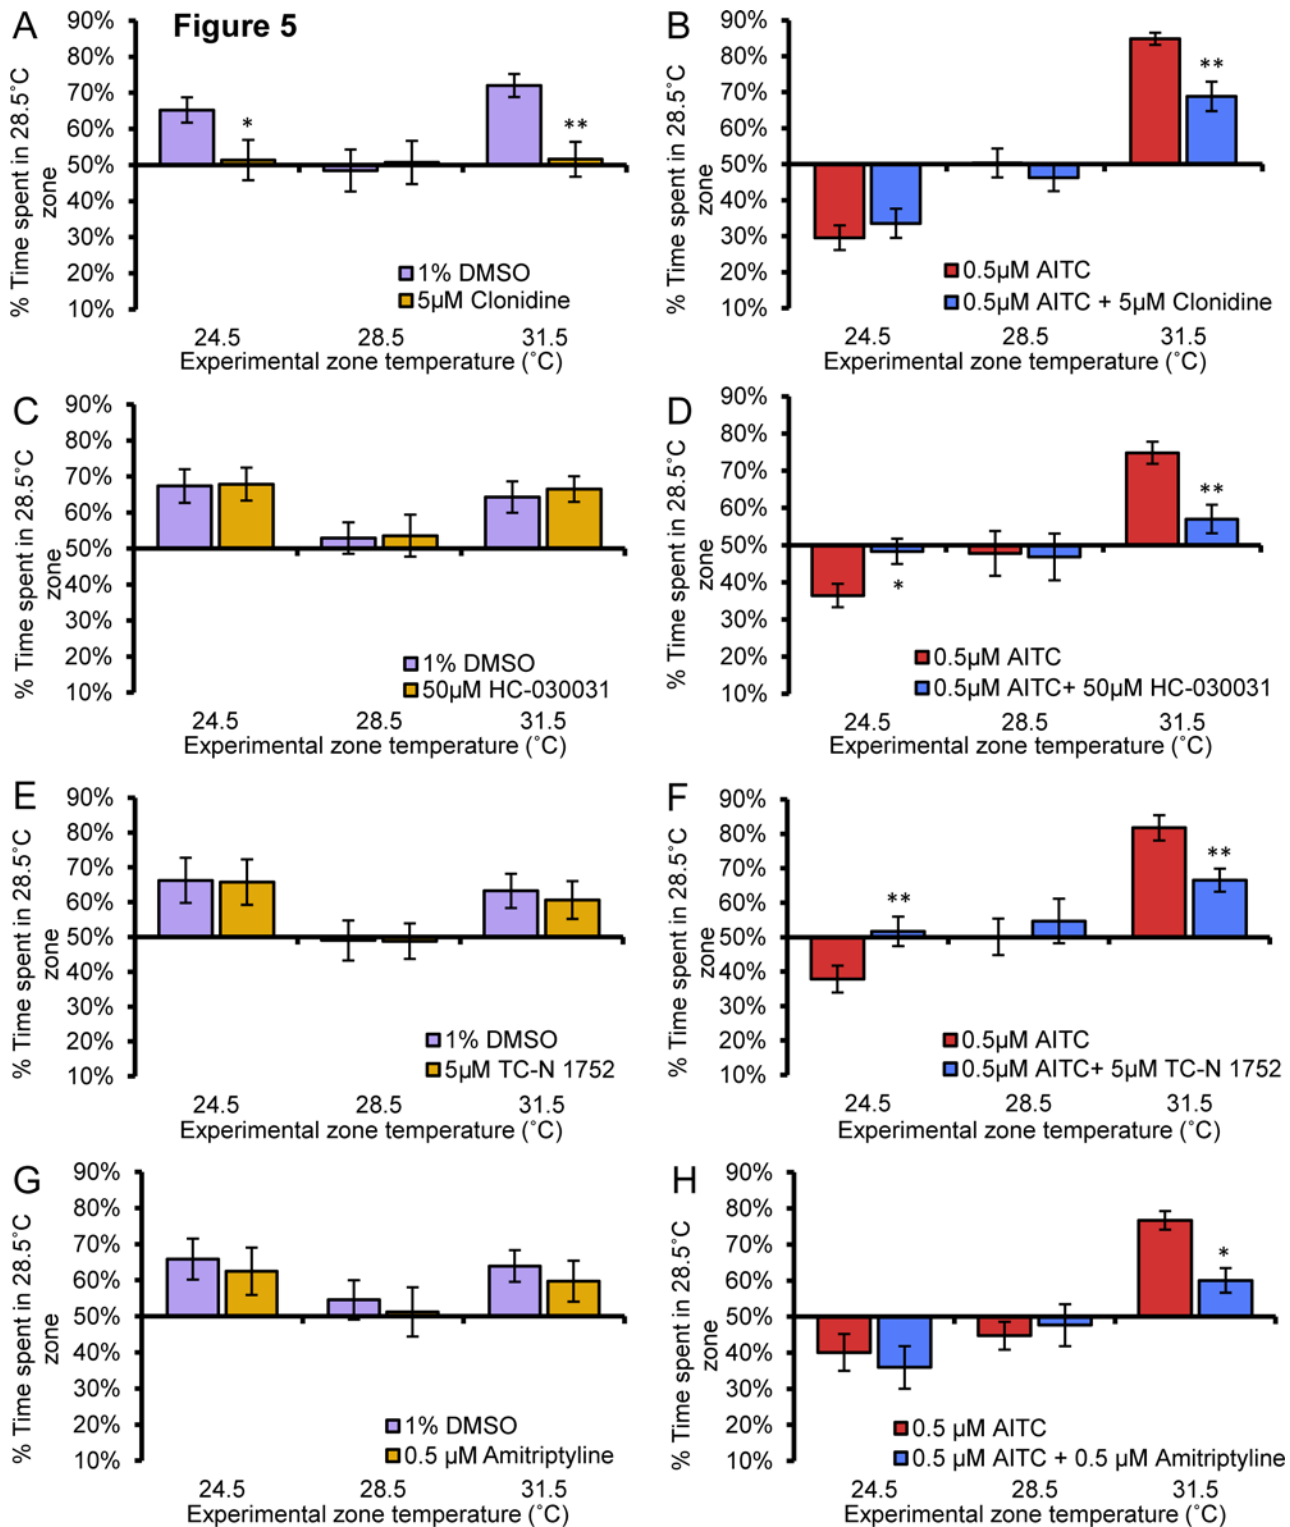 Figure 5
A
% Time spent in 28.5˚C
zone
90%
80%
70%
60%
50%
40%
30%
20%
10%
*
**
1% DMSO
5µM Clonidine
24.5 28.5 31.5
Experimental zone temperature (˚C)
B
% Time spent in 28.5˚C
zone
90%
80%
70%
60%
50%
40%
30%
20%
10%
**
0.5µM AITC
0.5µM AITC + 5µM Clonidine
24.5 28.5 31.5
Experimental zone temperature (˚C)
C
% Time spent in 28.5˚C
zone
90%
80%
70%
60%
50%
40%
30%
20%
10%
1% DMSO
50µM HC-030031
24.5 28.5 31.5
Experimental zone temperature (˚C)
D
% Time spent in 28.5˚C
zone
90%
80%
70%
60%
50%
40%
30%
20%
10%
*
**
0.5µM AITC
0.5µM AITC+ 50µM HC-030031
24.5 28.5 31.5
Experimental zone temperature (˚C)
E
% Time spent in 28.5˚C
zone
90%
80%
70%
60%
50%
40%
30%
20%
10%
1% DMSO
5µM TC-N 1752
24.5 28.5 31.5
Experimental zone temperature (˚C)
F
% Time spent in 28.5˚C
zone
90%
80%
70%
60%
50%
40%
30%
20%
10%
**
**
0.5µM AITC
0.5µM AITC+ 5µM TC-N 1752
24.5 28.5 31.5
Experimental zone temperature (˚C)
G
% Time spent in 28.5˚C
zone
90%
80%
70%
60%
50%
40%
30%
20%
10%
1% DMSO
0.5 µM Amitriptyline
24.5 28.5 31.5
Experimental zone temperature (˚C)
H
% Time spent in 28.5˚C
zone
90%
80%
70%
60%
50%
40%
30%
20%
10%
*
0.5 µM AITC
0.5 µM AITC + 0.5 µM Amitriptyline
24.5 28.5 31.5
Experimental zone temperature (˚C)